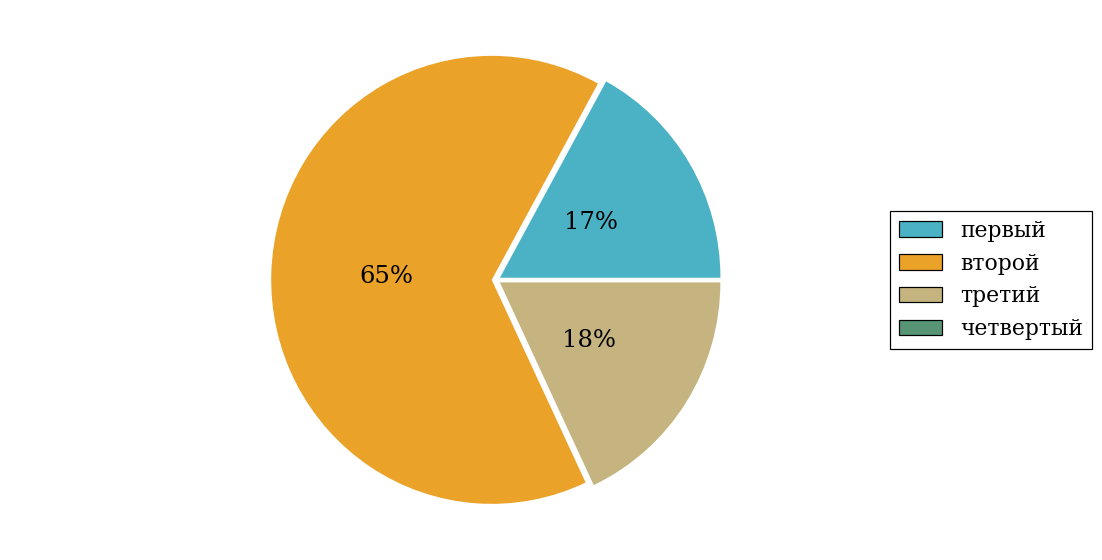 17%
65%
18%
первый
второй
третий
четвертый